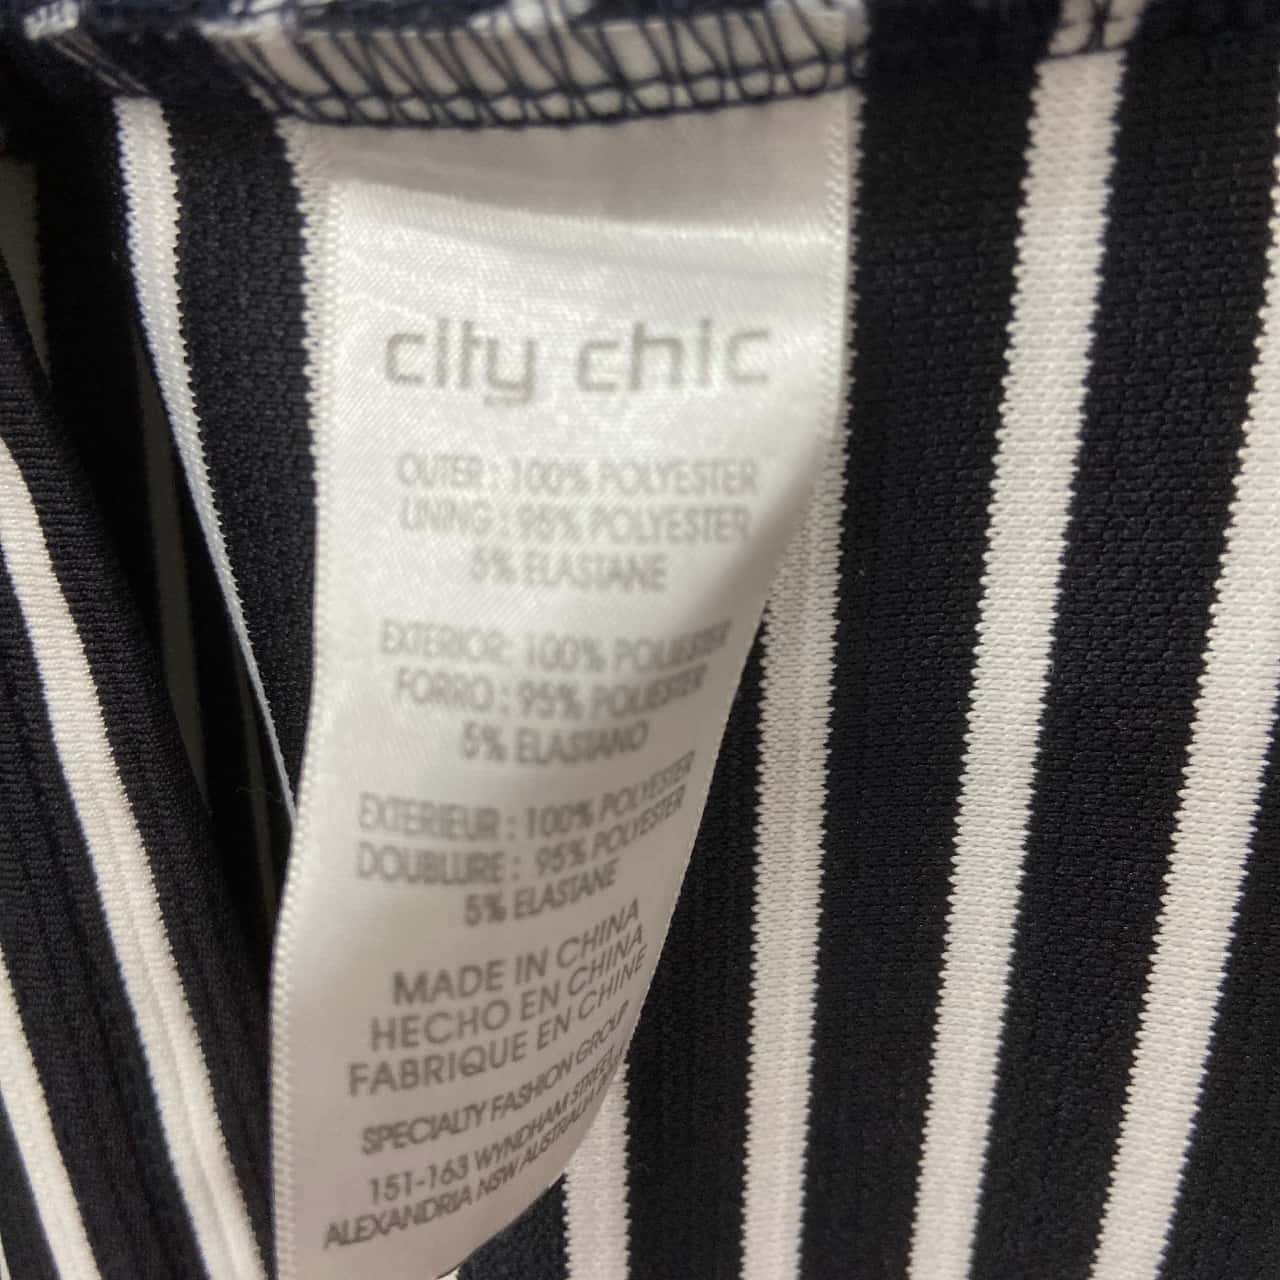 city chic
OUTER : 100% POLYESTER
LINING : 95% POLYESTER
5% ELASTANE
EXTERIOR: 100% POLIESTER
FORRO : 95% POLIESTER
5% ELASTANO
EXTERIEUR : 100% POLYESTER
DOUBLURE : 95% POLYESTER
5% ELASTANE
MADE IN CHINA
HECHO EN CHINA
FABRIQUE EN CHINE
SPECIALTY FASHION GROUP
151-163 WYNDHAM STREET
ALEXANDRIA NSW AUSTRALIA